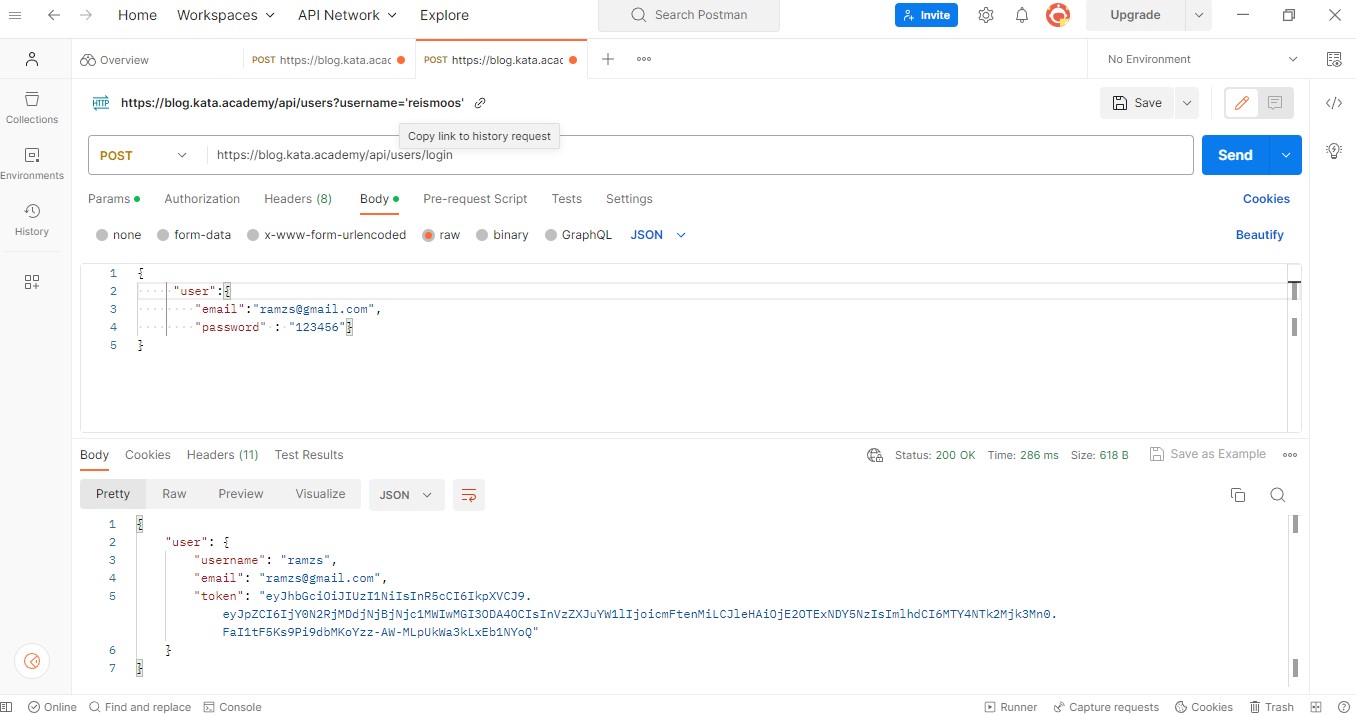 Home Workspaces API Network Explore Search Postman Invite Upgrade
Overview POST https://blog.kata.acac POST https://blog.kata.acac No Environment
HTTP https://blog.kata.academy/api/users?username='reismoos' Save
Copy link to history request
POST https://blog.kata.academy/api/users/login Send
Params Authorization Headers (8) Body Pre-request Script Tests Settings Cookies
none form-data x-www-form-urlencoded raw binary GraphQL JSON Beautify
Collections
Environments
History
1 {
2 "user":{
3 "email":"ramzs@gmail.com",
4 "password" : "123456"}
5 }
Body Cookies Headers (11) Test Results Status: 200 OK Time: 286 ms Size: 618 B Save as Example
Pretty Raw Preview Visualize JSON
1 {
2 "user": {
3 "username": "ramzs",
4 "email": "ramzs@gmail.com",
5 "token": "eyJhbGciOiJIUzI1NiIsInR5cCI6IkpXVCJ9.
eyJpZCI6IjY0N2RjMDdjNjBjNjc1MWIwMGI3ODA4OCIsInVzZXJuYW1lIjoicmFtenMiLCJleHAiOjE2OTExNDY5NzIsImlhdCI6MTY4NTk2Mjk3Mn0.
FaI1tF5Ks9Pi9dbMKoYzz-AW-MLpUkWa3kLxEb1NYoQ"
6 }
7 }
Online Find and replace Console Runner Capture requests Cookies Trash